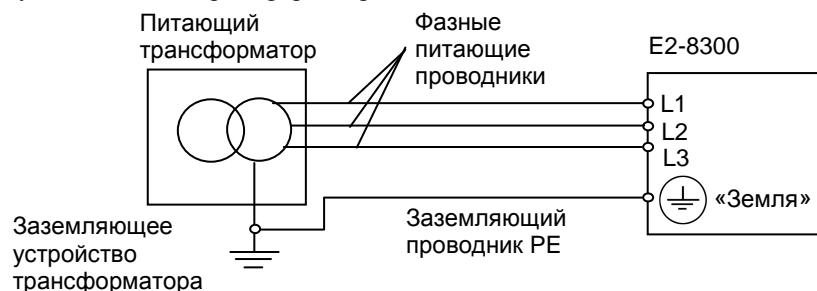 Питающий
трансформатор
Фазные
питающие
проводники
E2-8300
L1
L2
L3
«Земля»
Заземляющий
проводник PE
Заземляющее
устройство
трансформатора